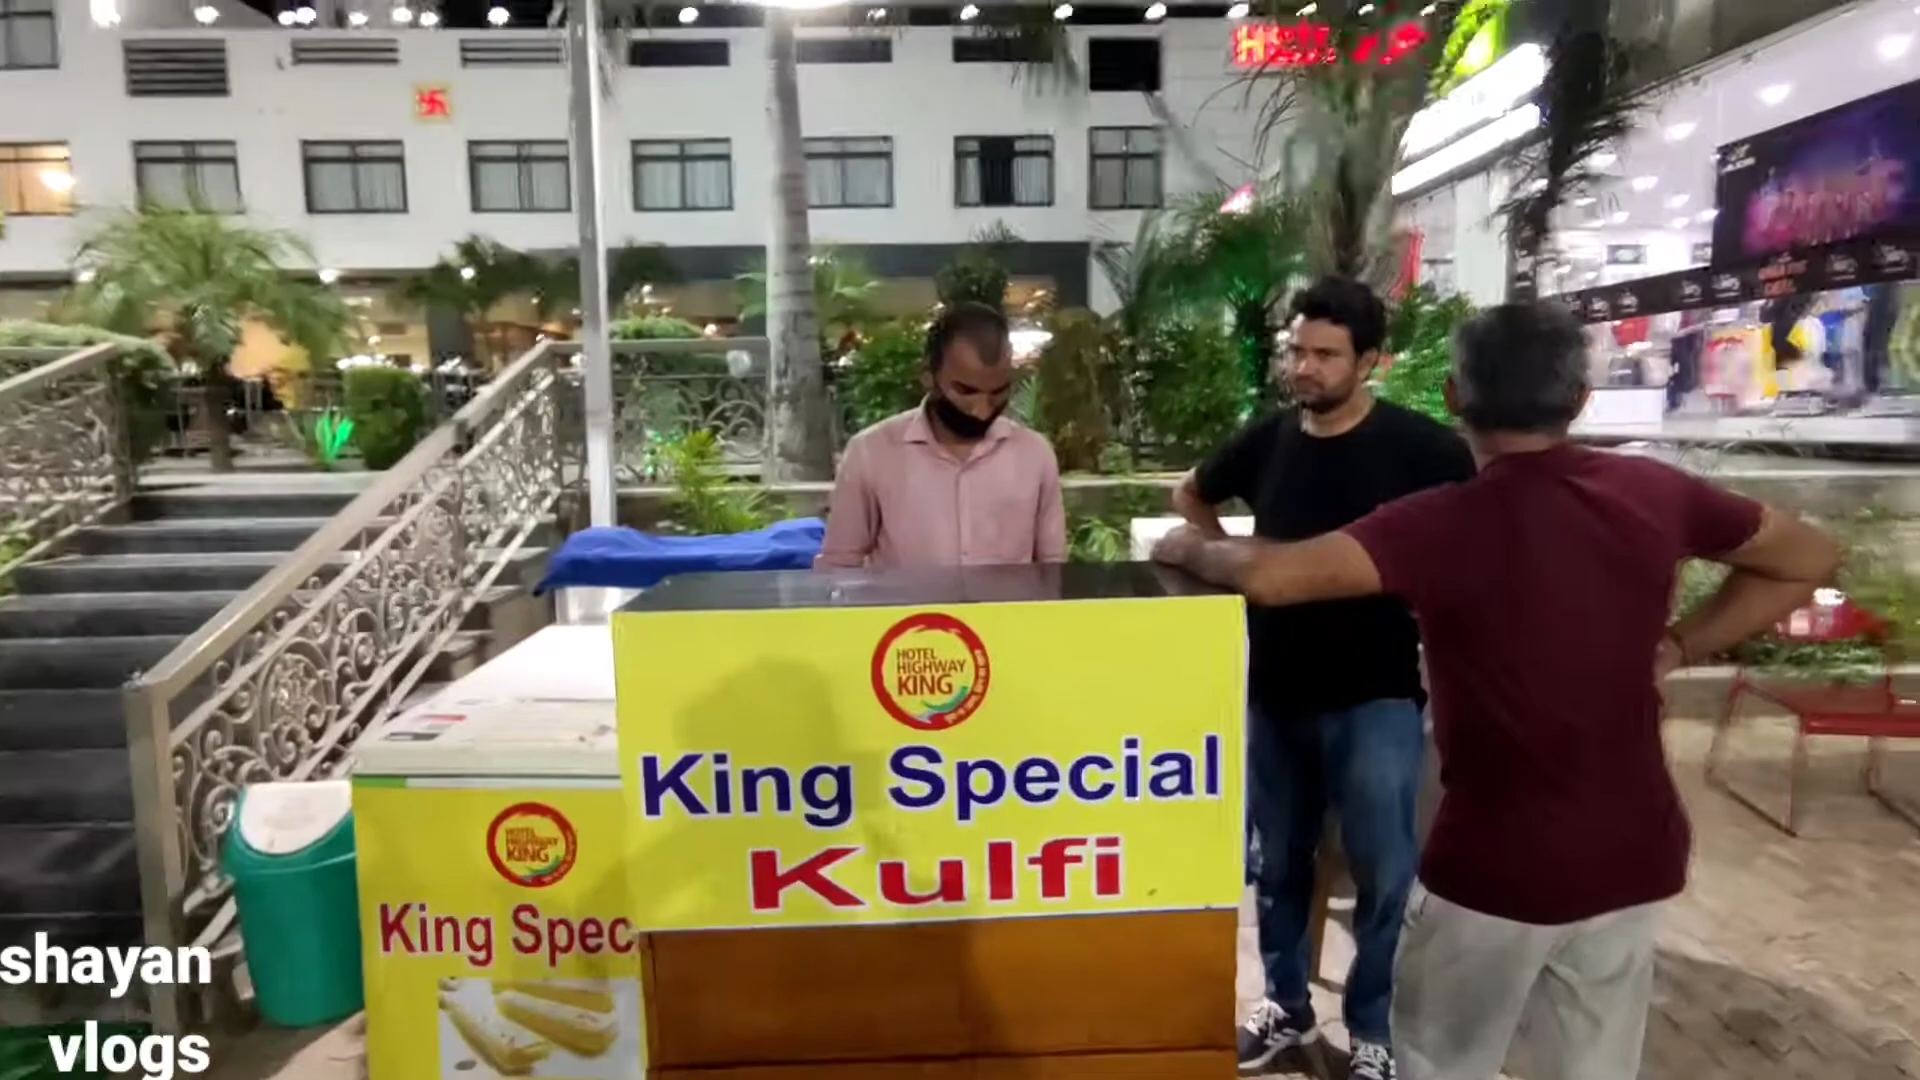 HOTEL
HIGHWAY
KING
King Special
Kulfi
HOTEL
HIGHWAY
KING
King Spec
shayan
vlogs